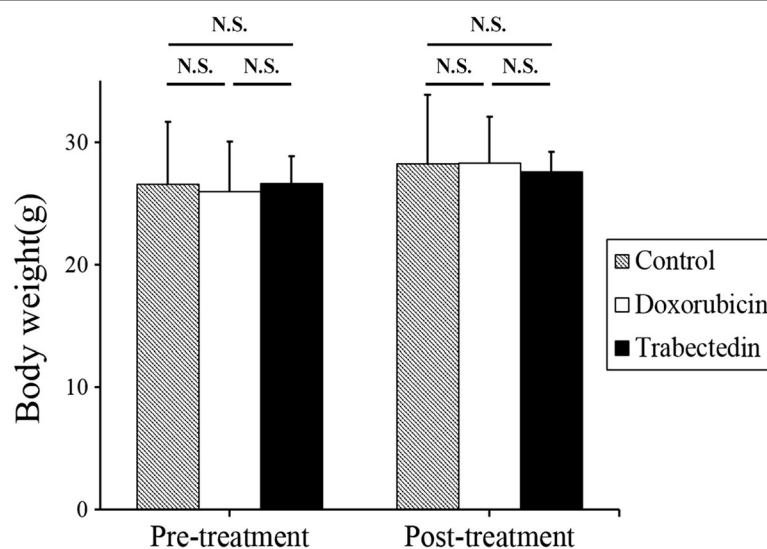 N.S.
N.S.
N.S. N.S.
N.S. N.S.
30
20
10
0
Body weight(g)
Pre-treatment
Post-treatment
Control
Doxorubicin
Trabectedin